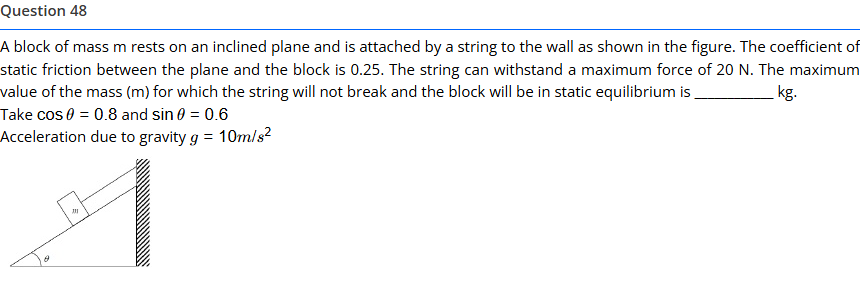 Question 48
A block of mass m rests on an inclined plane and is attached by a string to the wall as shown in the figure. The coefficient of
static friction between the plane and the block is 0.25. The string can withstand a maximum force of 20 N. The maximum
value of the mass (m) for which the string will not break and the block will be in static equilibrium is __________ kg.
Take cos θ = 0.8 and sin θ = 0.6
Acceleration due to gravity g = 10m/s²
m
θ